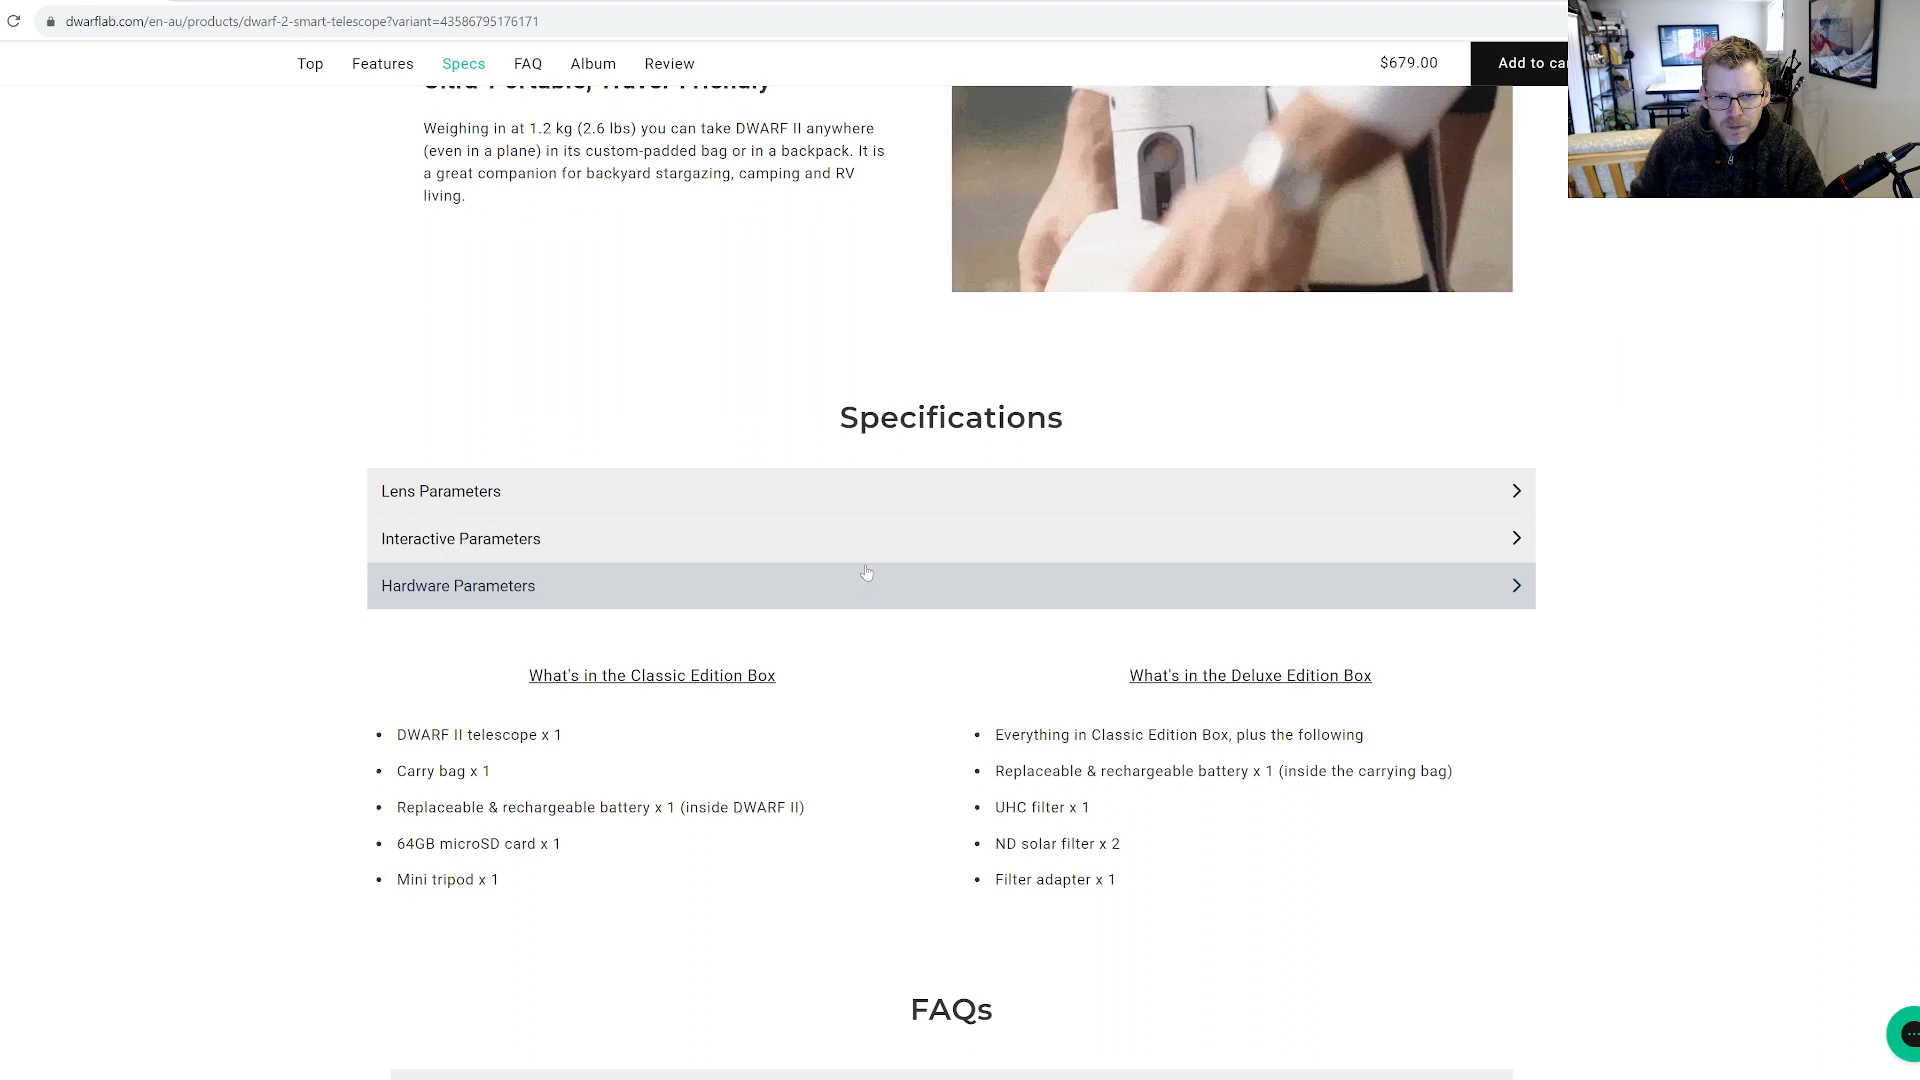 dwarflab.com/en-au/products/dwarf-2-smart-telescope?variant=43586795176171
Top Features Specs FAQ Album Review $679.00 Add to
Ultra-Portable, Travel-Friendly
Weighing in at 1.2 kg (2.6 lbs) you can take DWARF II anywhere
(even in a plane) in its custom-padded bag or in a backpack. It is
a great companion for backyard stargazing, camping and RV
living.
Specifications
Lens Parameters
Interactive Parameters
Hardware Parameters
What's in the Classic Edition Box
• DWARF II telescope x 1
• Carry bag x 1
• Replaceable & rechargeable battery x 1 (inside DWARF II)
• 64GB microSD card x 1
• Mini tripod x 1
What's in the Deluxe Edition Box
• Everything in Classic Edition Box, plus the following
• Replaceable & rechargeable battery x 1 (inside the carrying bag)
• UHC filter x 1
• ND solar filter x 2
• Filter adapter x 1
FAQs